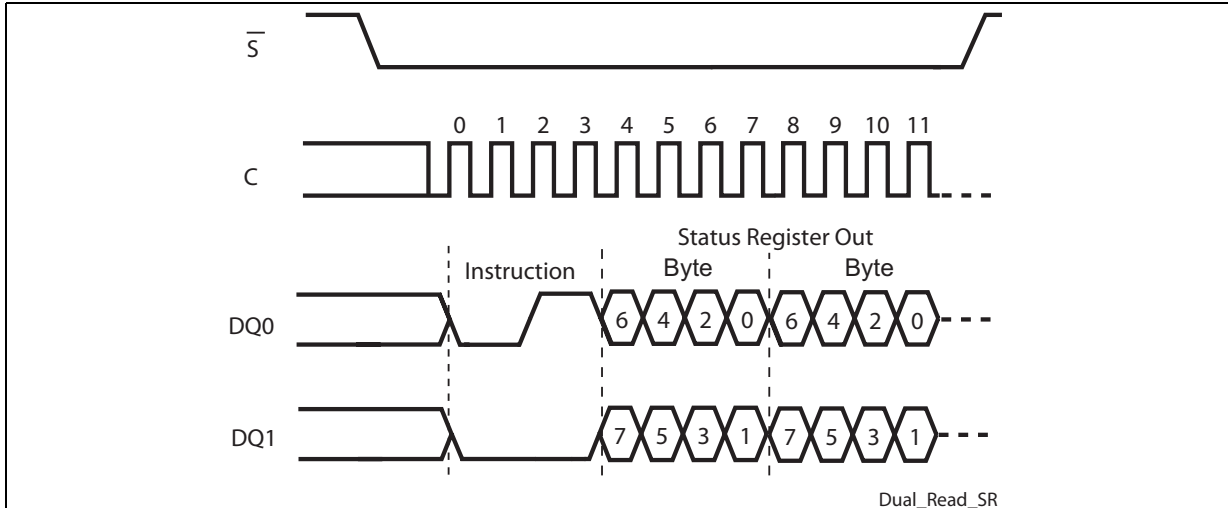 S
0 1 2 3 4 5 6 7 8 9 10 11
C
Status Register Out
Instruction Byte Byte
DQ0 6 4 2 0 6 4 2 0
DQ1 7 5 3 1 7 5 3 1
Dual_Read_SR